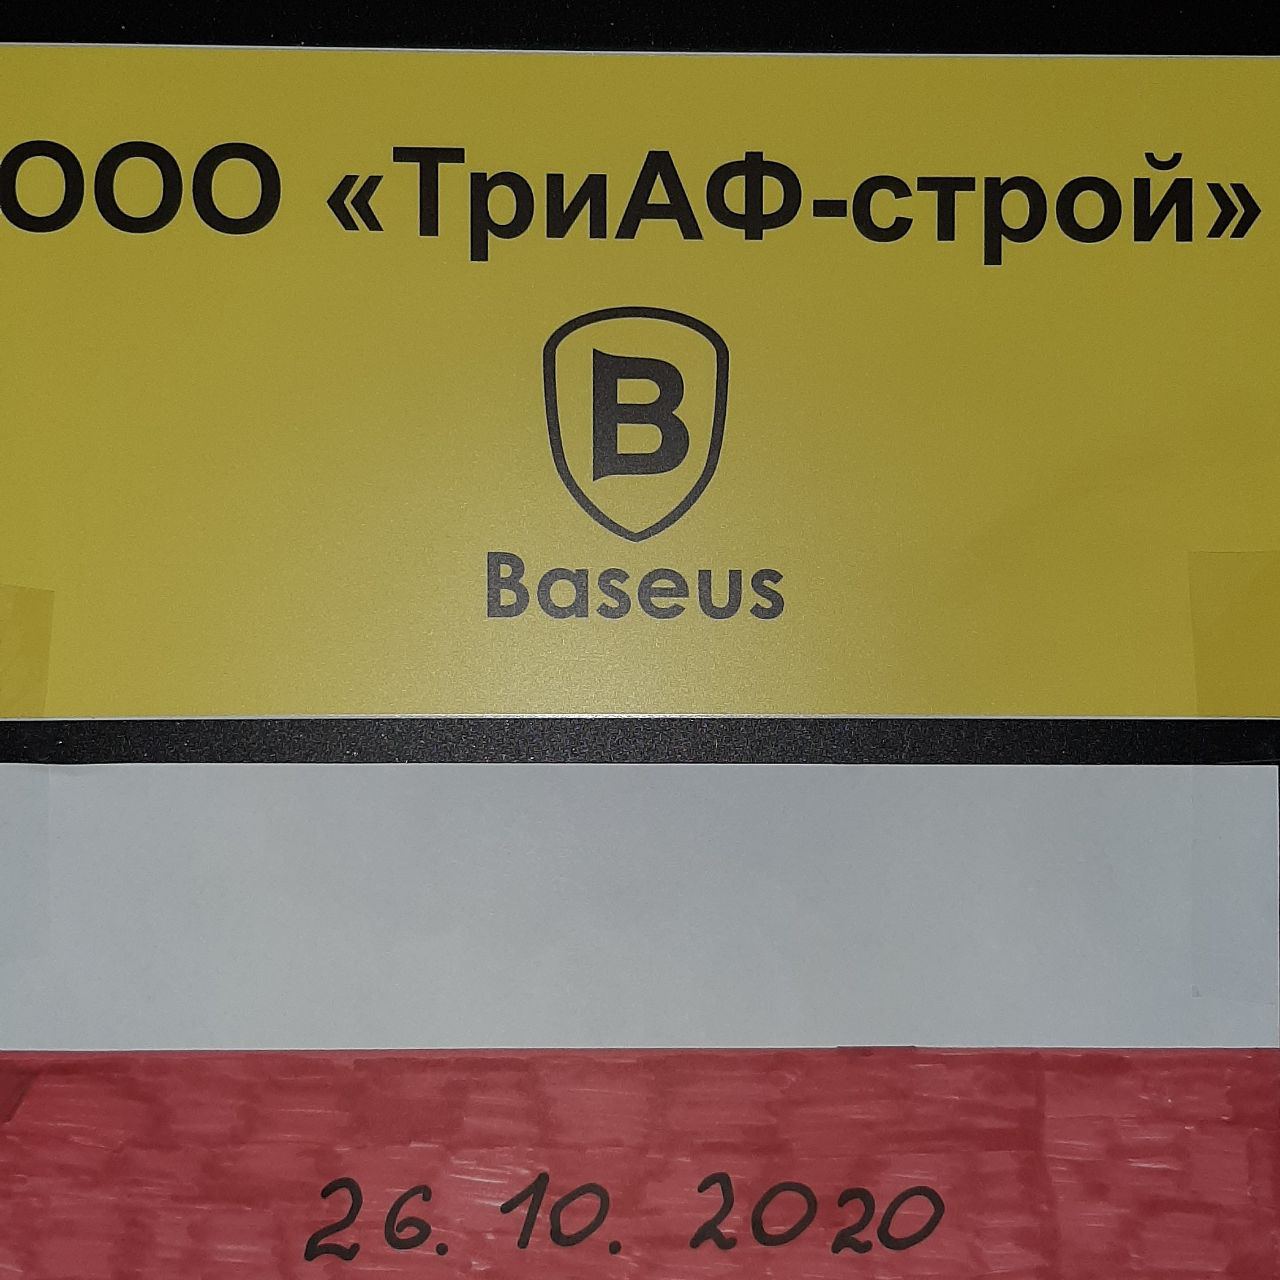 ООО «ТриАФ-строй»
B
Baseus
26.10.2020